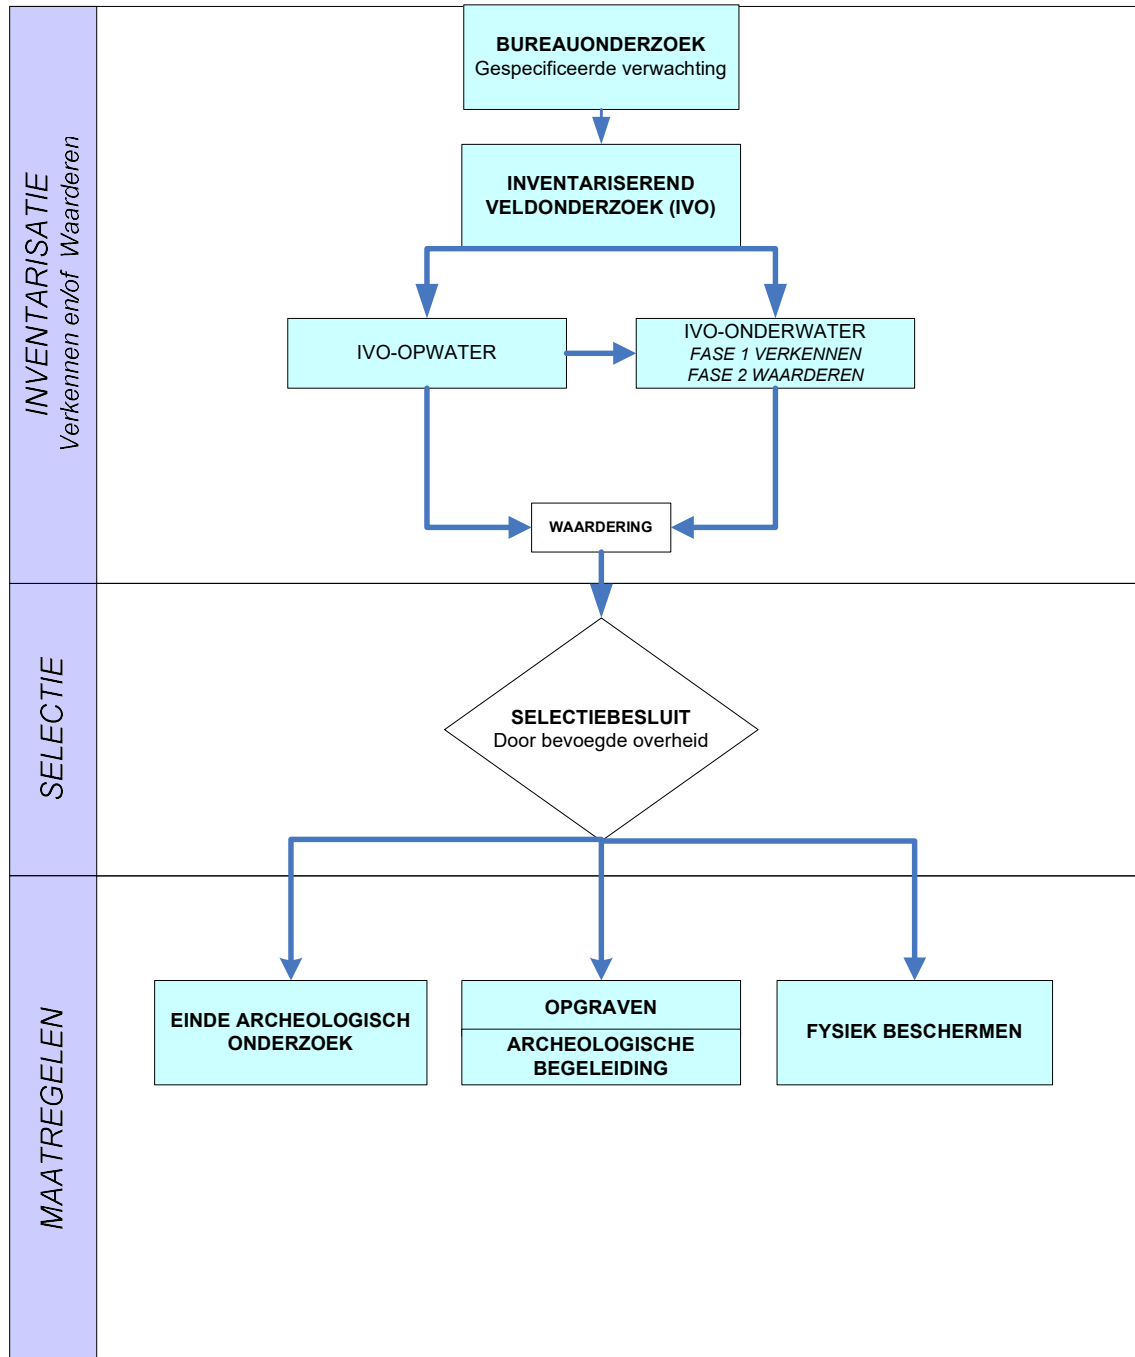 INVENTARISATIE
Verkennen en/of Waarderen
BUREAUONDERZOEK
Gespecificeerde verwachting
INVENTARISEREND
VELDONDERZOEK (IVO)
IVO-OPWATER
IVO-ONDERWATER
FASE 1 VERKENNEN
FASE 2 WAARDEREN
WAARDERING
SELECTIE
SELECTIEBESLUIT
Door bevoegde overheid
MAATREGELEN
EINDE ARCHEOLOGISCH
ONDERZOEK
OPGRAVEN
ARCHEOLOGISCHE
BEGELEIDING
FYSIEK BESCHERMEN